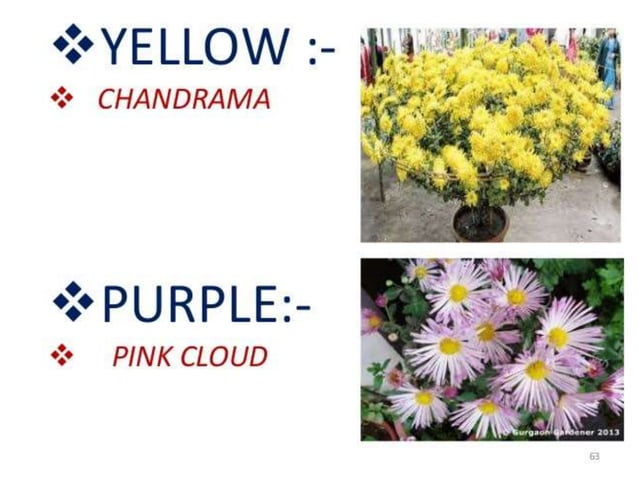 ❖YELLOW :-
❖ CHANDRAMA
❖PURPLE:-
❖ PINK CLOUD
© Gurgaon Gardener 2013
63